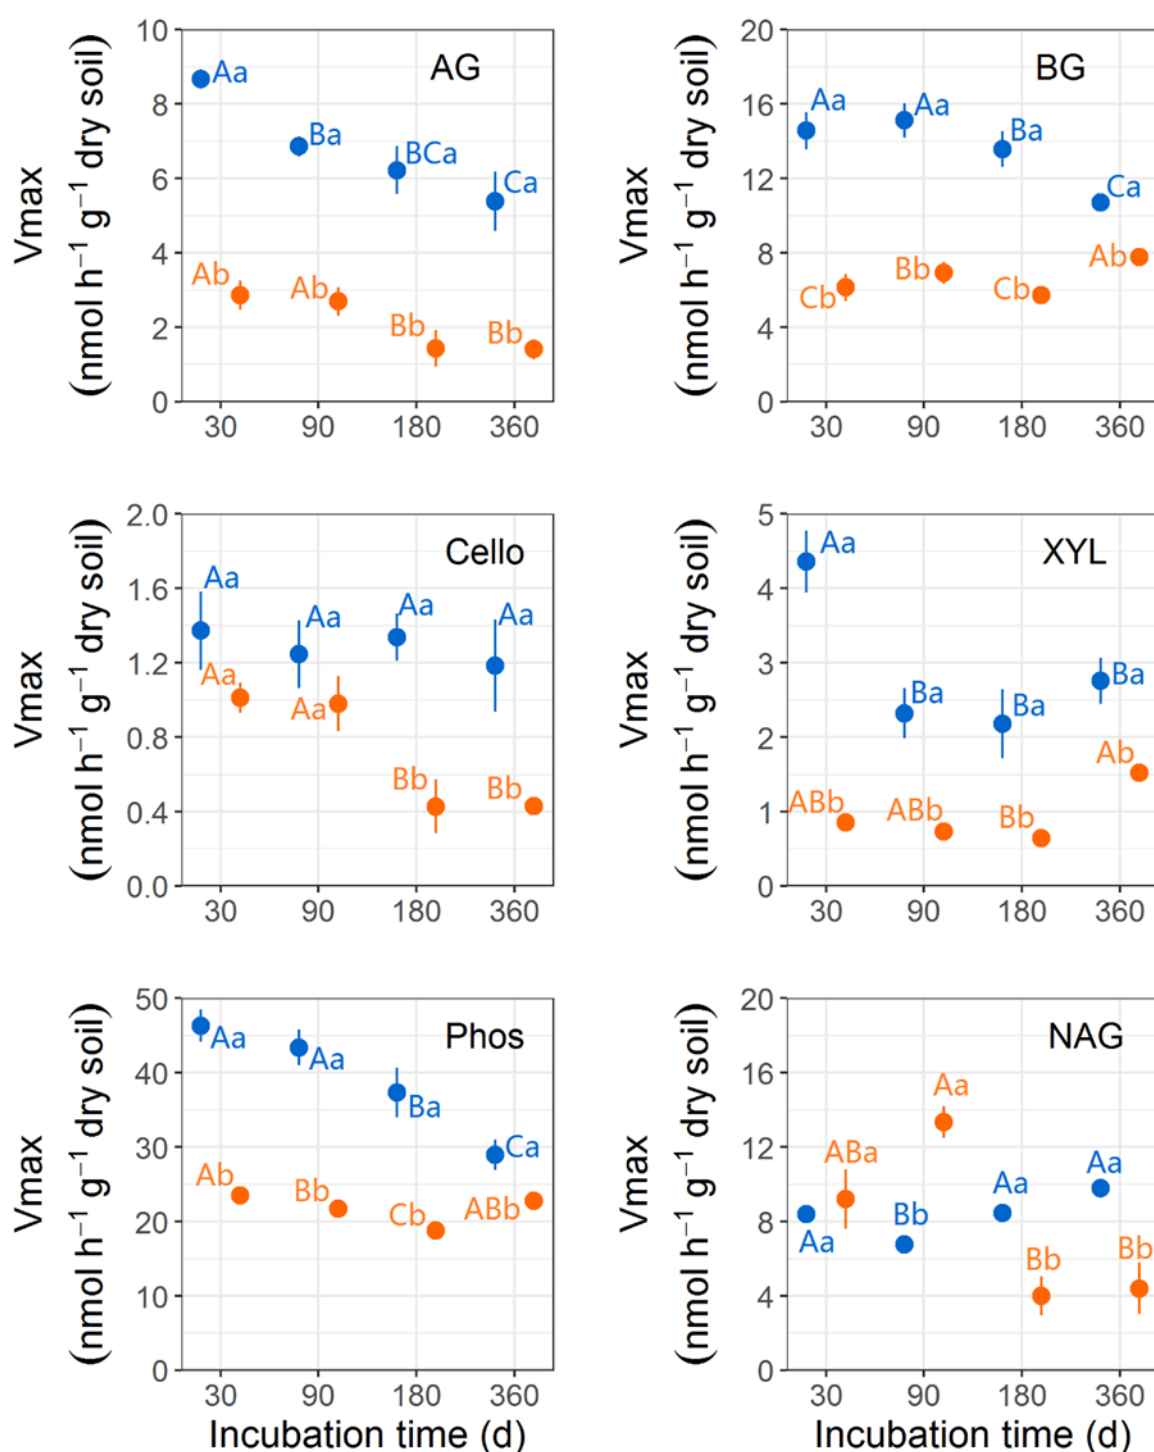 AG
Vmax
(nmol h⁻¹ g⁻¹ dry soil)
10
8
6
4
2
0
Aa
Ba
BCa
Ca
Ab
Ab
Bb
Bb
30 90 180 360
BG
Vmax
(nmol h⁻¹ g⁻¹ dry soil)
20
16
12
8
4
0
Aa
Aa
Ba
Ca
Cb
Bb
Cb
Ab
30 90 180 360
Cello
Vmax
(nmol h⁻¹ g⁻¹ dry soil)
2.0
1.6
1.2
0.8
0.4
0.0
Aa
Aa
Aa
Aa
Aa
Aa
Bb
Bb
30 90 180 360
XYL
Vmax
(nmol h⁻¹ g⁻¹ dry soil)
5
4
3
2
1
0
Aa
Ba
Ba
Ba
ABb
ABb
Bb
Ab
30 90 180 360
Phos
Vmax
(nmol h⁻¹ g⁻¹ dry soil)
50
40
30
20
10
0
Aa
Aa
Ba
Ca
Ab
Bb
Cb
ABb
30 90 180 360
Incubation time (d)
NAG
Vmax
(nmol h⁻¹ g⁻¹ dry soil)
20
16
12
8
4
0
Aa
Bb
Aa
Aa
ABa
Aa
Bb
Bb
30 90 180 360
Incubation time (d)